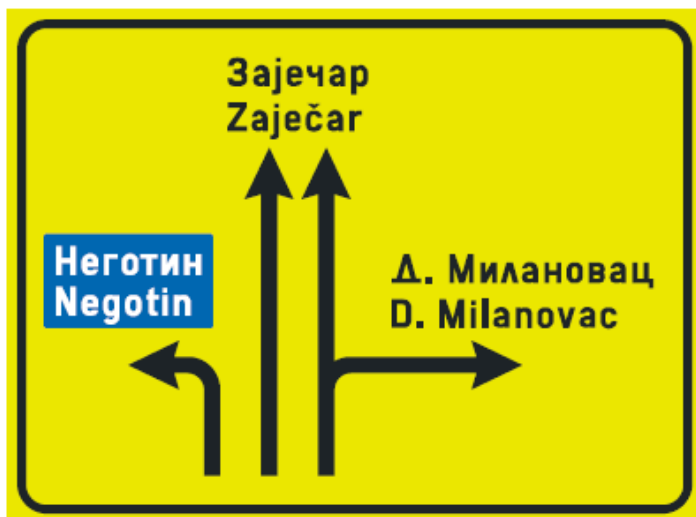 Зајечар
Zaječar
Неготин
Negotin
Д. Милановац
D. Milanovac